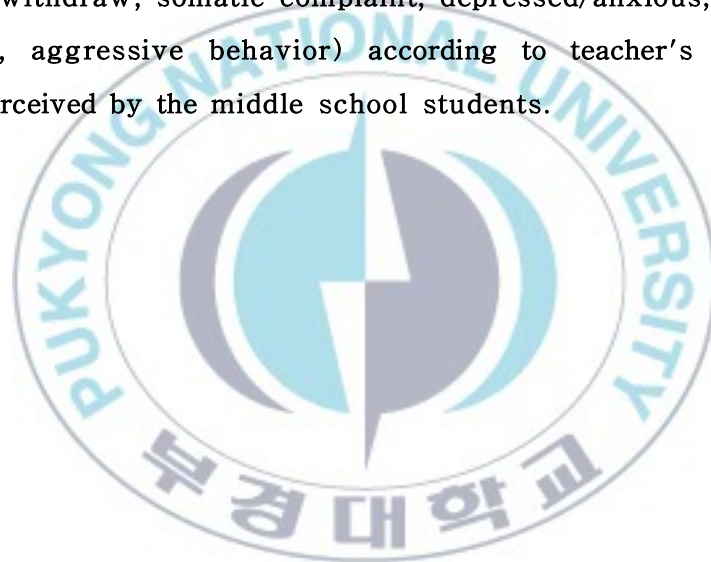 withdraw, somatic complaint, depressed/anxious,
, aggressive behavior) according to teacher's
rceived by the middle school students.
PUKYONG NATIONAL UNIVERSITY
부경대학교